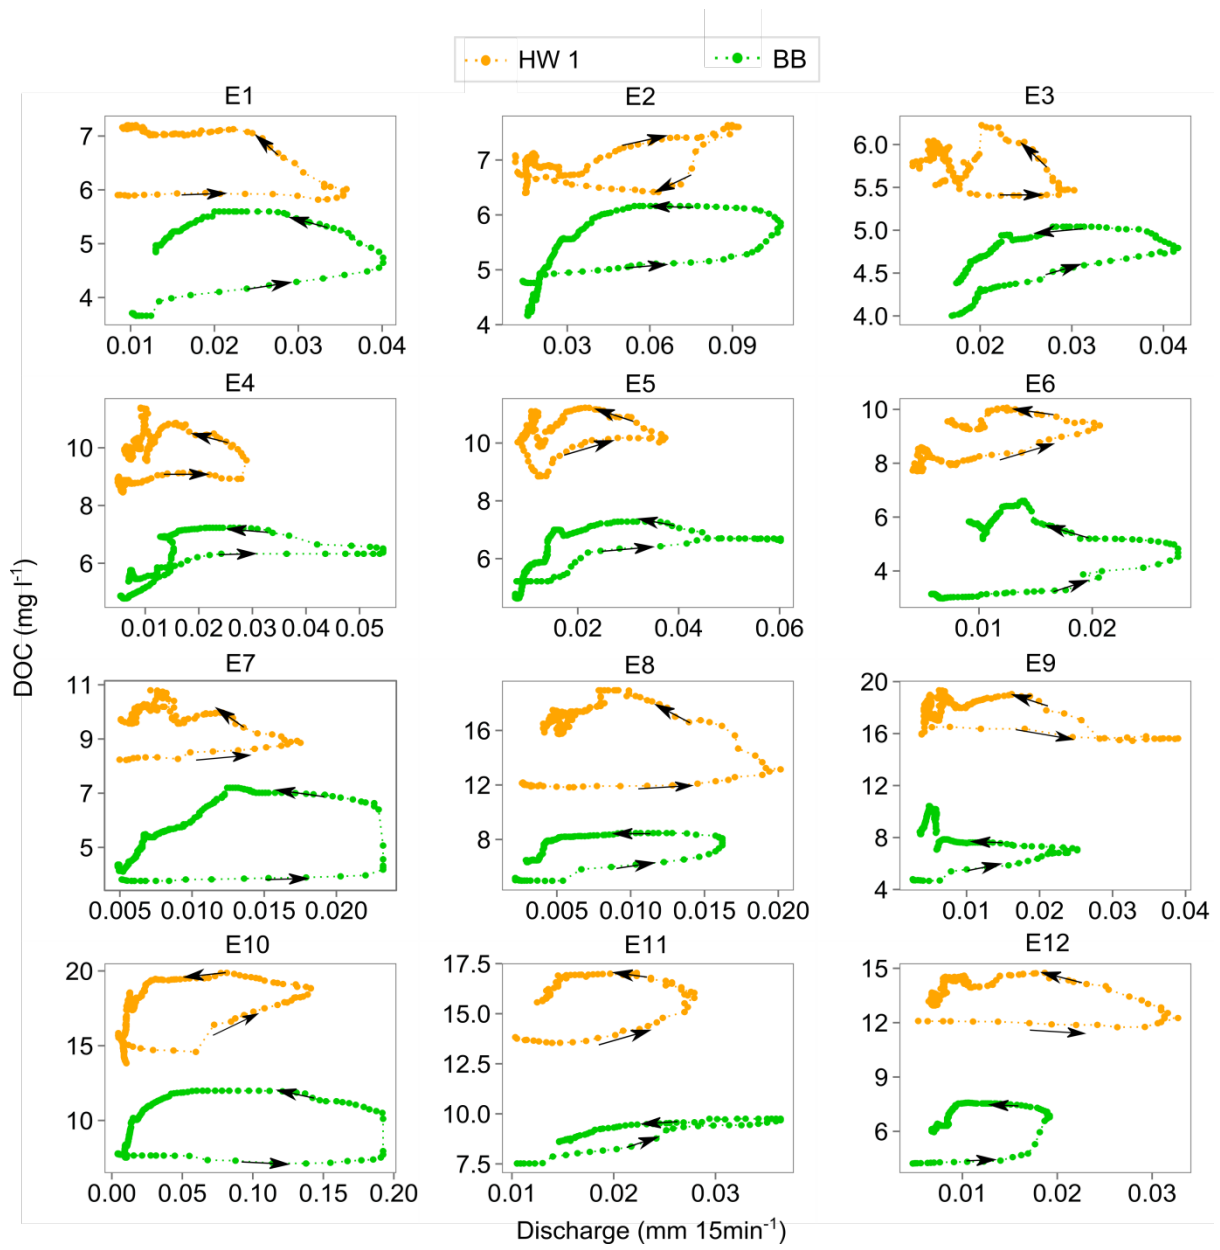 HW 1 BB
E1 E2 E3
7
6
5
4
0.01 0.02 0.03 0.04
7
6
5
4
0.03 0.06 0.09
6.0
5.5
5.0
4.5
4.0
0.02 0.03 0.04
E4 E5 E6
10
8
6
0.01 0.02 0.03 0.04 0.05
10
8
6
0.02 0.04 0.06
10
8
6
4
0.01 0.02
DOC (mg l⁻¹)
E7 E8 E9
11
9
7
5
0.005 0.010 0.015 0.020
16
12
8
0.005 0.010 0.015 0.020
20
16
12
8
4
0.01 0.02 0.03 0.04
E10 E11 E12
20
15
10
0.00 0.05 0.10 0.15 0.20
17.5
15.0
12.5
10.0
7.5
0.01 0.02 0.03
15
12
9
6
0.01 0.02 0.03
Discharge (mm 15min⁻¹)